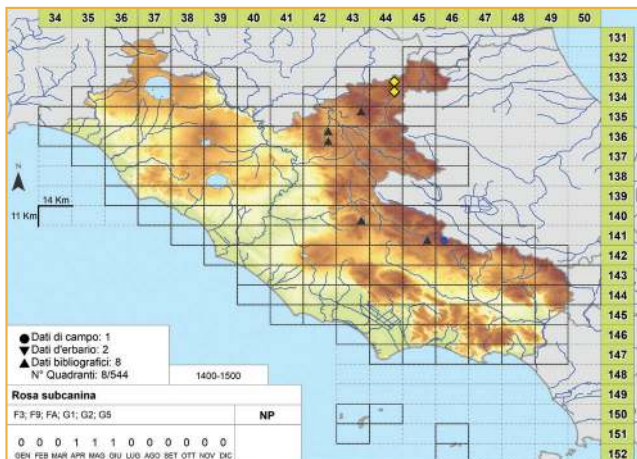 34 35 36 37 38 39 40 41 42 43 44 45 46 47 48 49 50
131
132
133
134
135
136
137
138
139
140
141
142
143
144
145
146
147
148
149
150
151
152
N
14 Km
11 Km
Dati di campo: 1
Dati d'erbario: 2
Dati bibliografici: 8
N° Quadranti: 8/544
1400-1500
Rosa subcanina
F3; F9; FA; G1; G2; G5
NP
0 0 0 1 1 1 0 0 0 0 0 0
GEN FEB MAR APR MAG GIU LUG AGO SET OTT NOV DIC